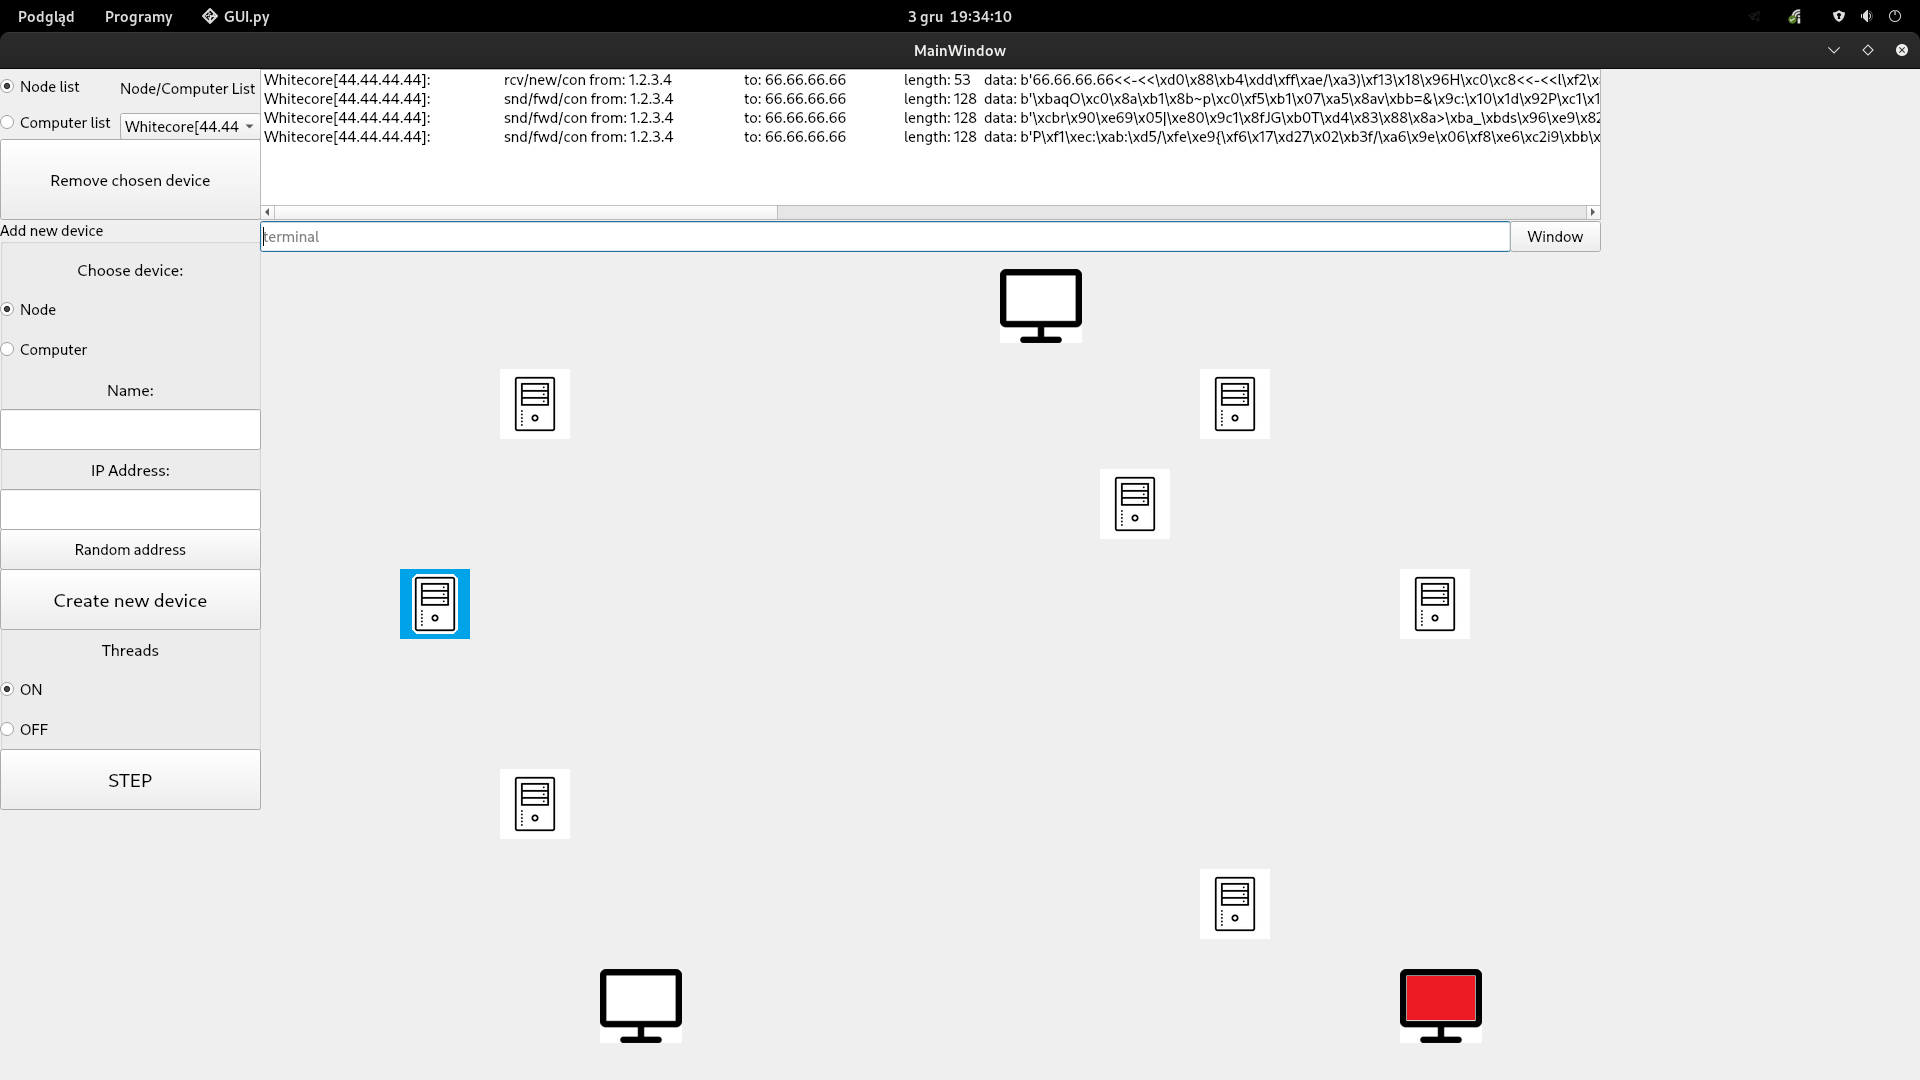 Podgląd Programy GUI.py 3 gru 19:34:10
MainWindow
Node list
Node/Computer List
Computer list
Whitecore[44.44
Remove chosen device
Whitecore[44.44.44.44]: rcv/new/con from: 1.2.3.4 to: 66.66.66.66 length: 53 data: b'66.66.66.66<<-<<\xd0\x88\xb4\xdd\xff\xae/\xa3)\xf13\x18\x96H\xc0\xc8<<-<<l\xf2\x
Whitecore[44.44.44.44]: snd/fwd/con from: 1.2.3.4 to: 66.66.66.66 length: 128 data: b'\xbaqO\xc0\x8a\xb1\x8b~p\xc0\xf5\xb1\x07\xa5\x8av\xbb=&\x9c:\x10\x1d\x92P\xc1\x1
Whitecore[44.44.44.44]: snd/fwd/con from: 1.2.3.4 to: 66.66.66.66 length: 128 data: b'\xcbr\x90\xe69\x05|\xe80\x9c1\x8fJG\xb0T\xd4\x83\x88\x8a>\xba_\xbds\x96\xe9\x82
Whitecore[44.44.44.44]: snd/fwd/con from: 1.2.3.4 to: 66.66.66.66 length: 128 data: b'P\xf1\xec:\xab:\xd5/\xfe\xe9{\xf6\x17\xd27\x02\xb3f/\xa6\x9e\x06\xf8\xe6\xc2i9\xbb\x
terminal
Window
Add new device
Choose device:
Node
Computer
Name:
IP Address:
Random address
Create new device
Threads
ON
OFF
STEP